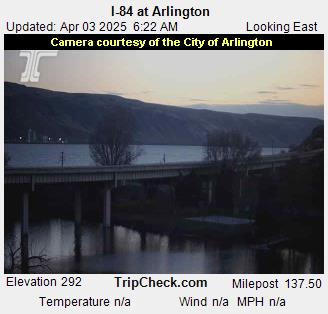 I-84 at Arlington
Updated: Apr 03 2025 6:22 AM Looking East
Camera courtesy of the City of Arlington
Elevation 292 TripCheck.com Milepost 137.50
Temperature n/a Wind n/a MPH n/a